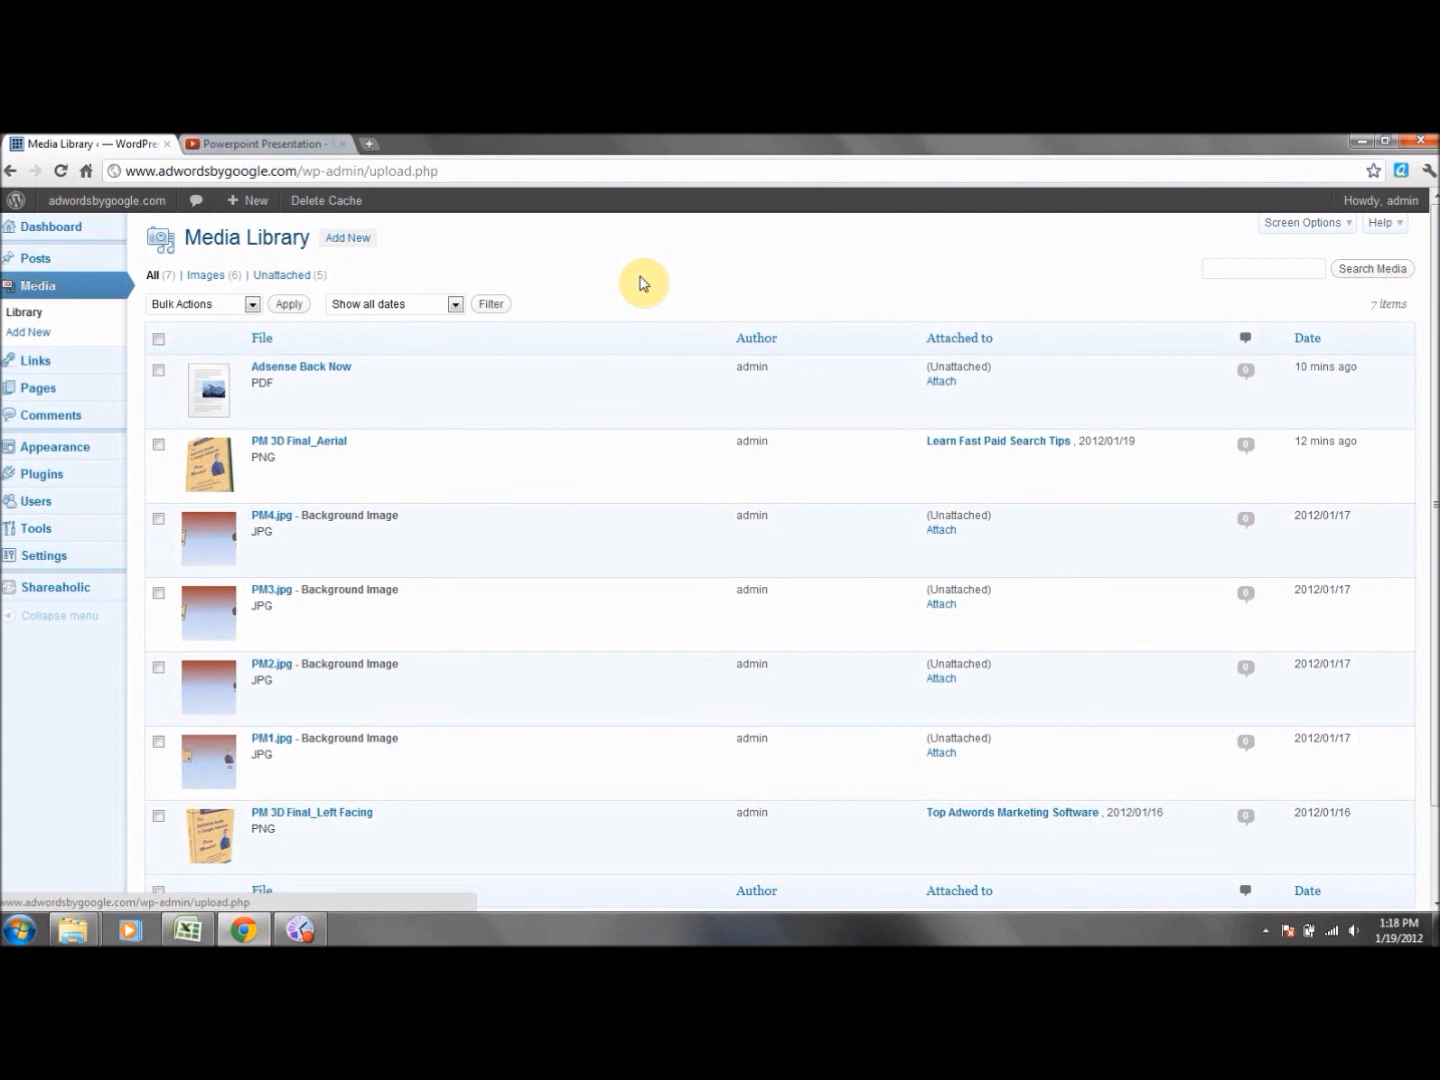 Media Library ‹ — WordPre
Powerpoint Presentation -
www.adwordsbygoogle.com/wp-admin/upload.php
adwordsbygoogle.com
+ New
Delete Cache
Howdy, admin
Dashboard
Posts
Media
Library
Add New
Links
Pages
Comments
Appearance
Plugins
Users
Tools
Settings
Shareaholic
Collapse menu
Media Library Add New
Screen Options Help
All (7) | Images (6) | Unattached (5)
Search Media
Bulk Actions Apply Show all dates Filter
7 items
File Author Attached to Date
Adsense Back Now admin (Unattached) 0 10 mins ago
PDF Attach
PM 3D Final_Aerial admin Learn Fast Paid Search Tips , 2012/01/19 0 12 mins ago
PNG
PM4.jpg - Background Image admin (Unattached) 0 2012/01/17
JPG Attach
PM3.jpg - Background Image admin (Unattached) 0 2012/01/17
JPG Attach
PM2.jpg - Background Image admin (Unattached) 0 2012/01/17
JPG Attach
PM1.jpg - Background Image admin (Unattached) 0 2012/01/17
JPG Attach
PM 3D Final_Left Facing admin Top Adwords Marketing Software , 2012/01/16 0 2012/01/16
PNG
File Author Attached to Date
www.adwordsbygoogle.com/wp-admin/upload.php
1:18 PM
1/19/2012